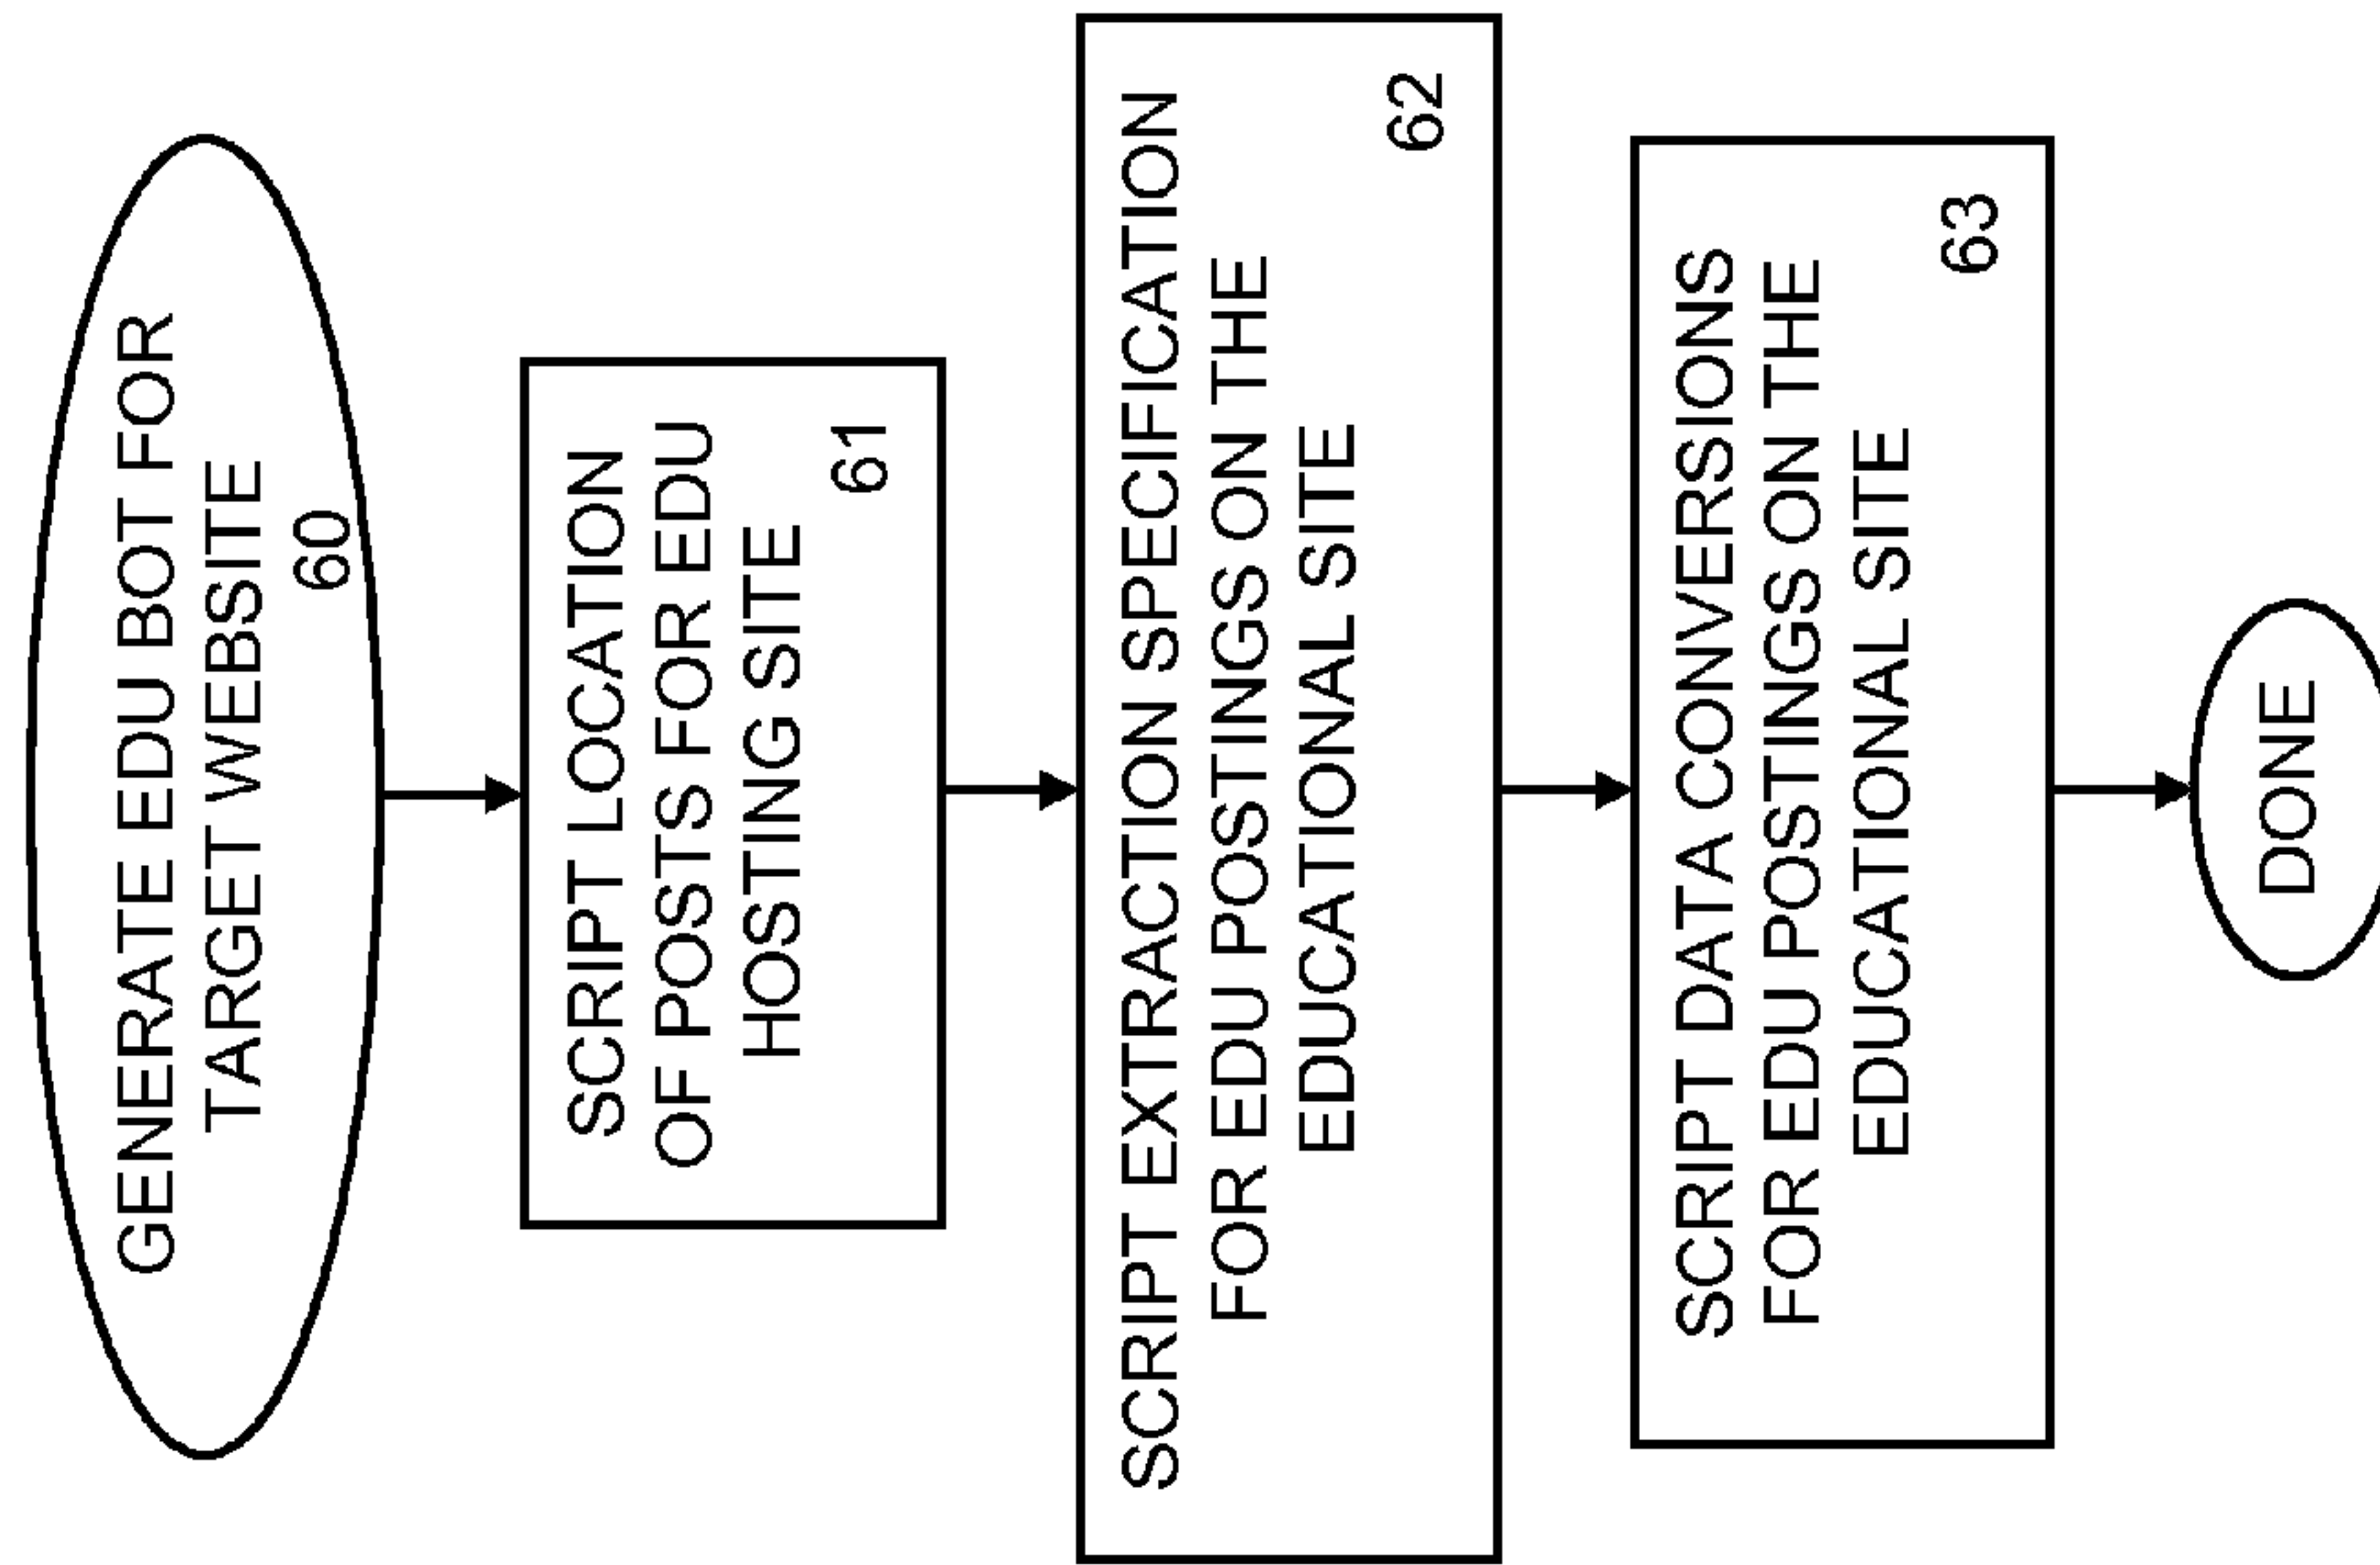 GENERATE EDU BOT FOR
TARGET WEBSITE
60
SCRIPT LOCATION
OF POSTS FOR EDU
HOSTING SITE
61
SCRIPT EXTRACTION SPECIFICATION
FOR EDU POSTINGS ON THE
EDUCATIONAL SITE
62
SCRIPT DATA CONVERSIONS
FOR EDU POSTINGS ON THE
EDUCATIONAL SITE
63
DONE